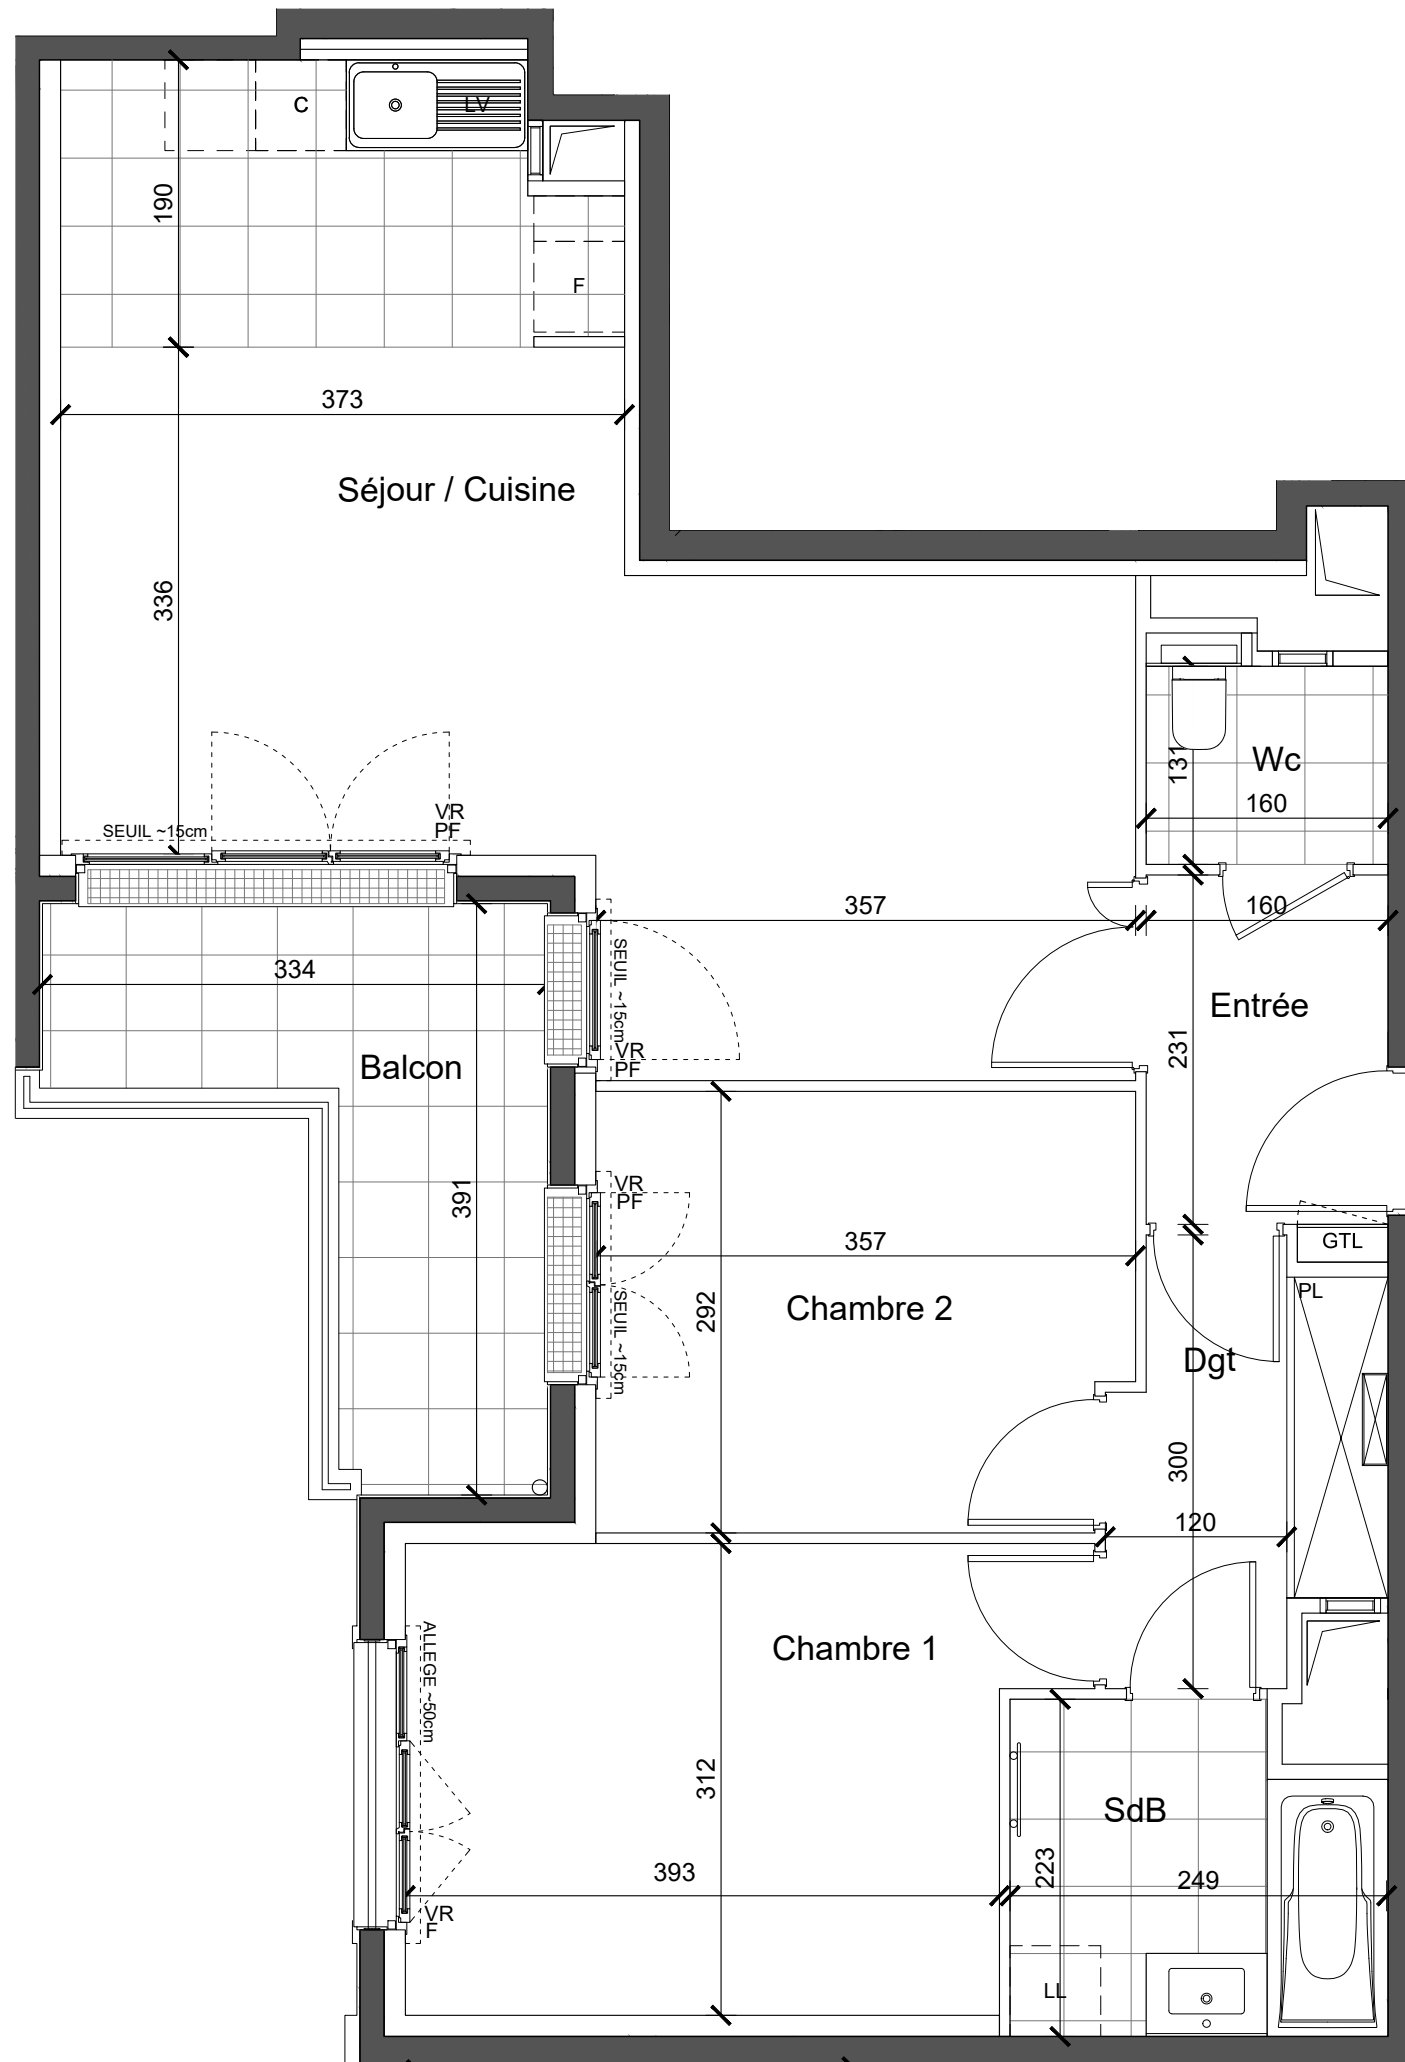 C
LV
190
F
373
Séjour / Cuisine
336
131
Wc
VR
PF
SEUIL ~15cm
160
357
160
SEUIL ~15cm
334
Entrée
231
VR
PF
Balcon
VR
PF
391
357
GTL
PL
SEUIL ~15cm
292
Chambre 2
Dgt
300
120
ALLEGE ~50cm
Chambre 1
312
SdB
223
393
249
VR
F
LL